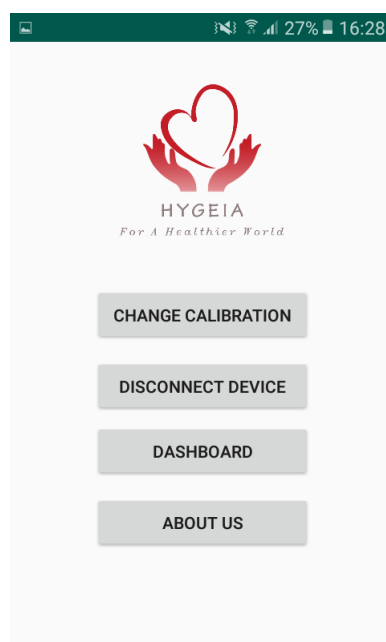 27% 16:28
HYGEIA
For A Healthier World
CHANGE CALIBRATION
DISCONNECT DEVICE
DASHBOARD
ABOUT US